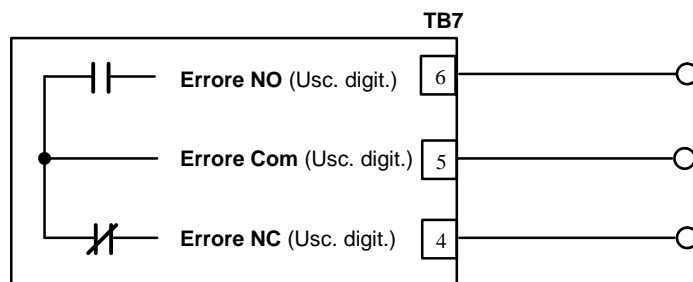 TB7
Errore NO (Usc. digit.) 6
Errore Com (Usc. digit.) 5
Errore NC (Usc. digit.) 4